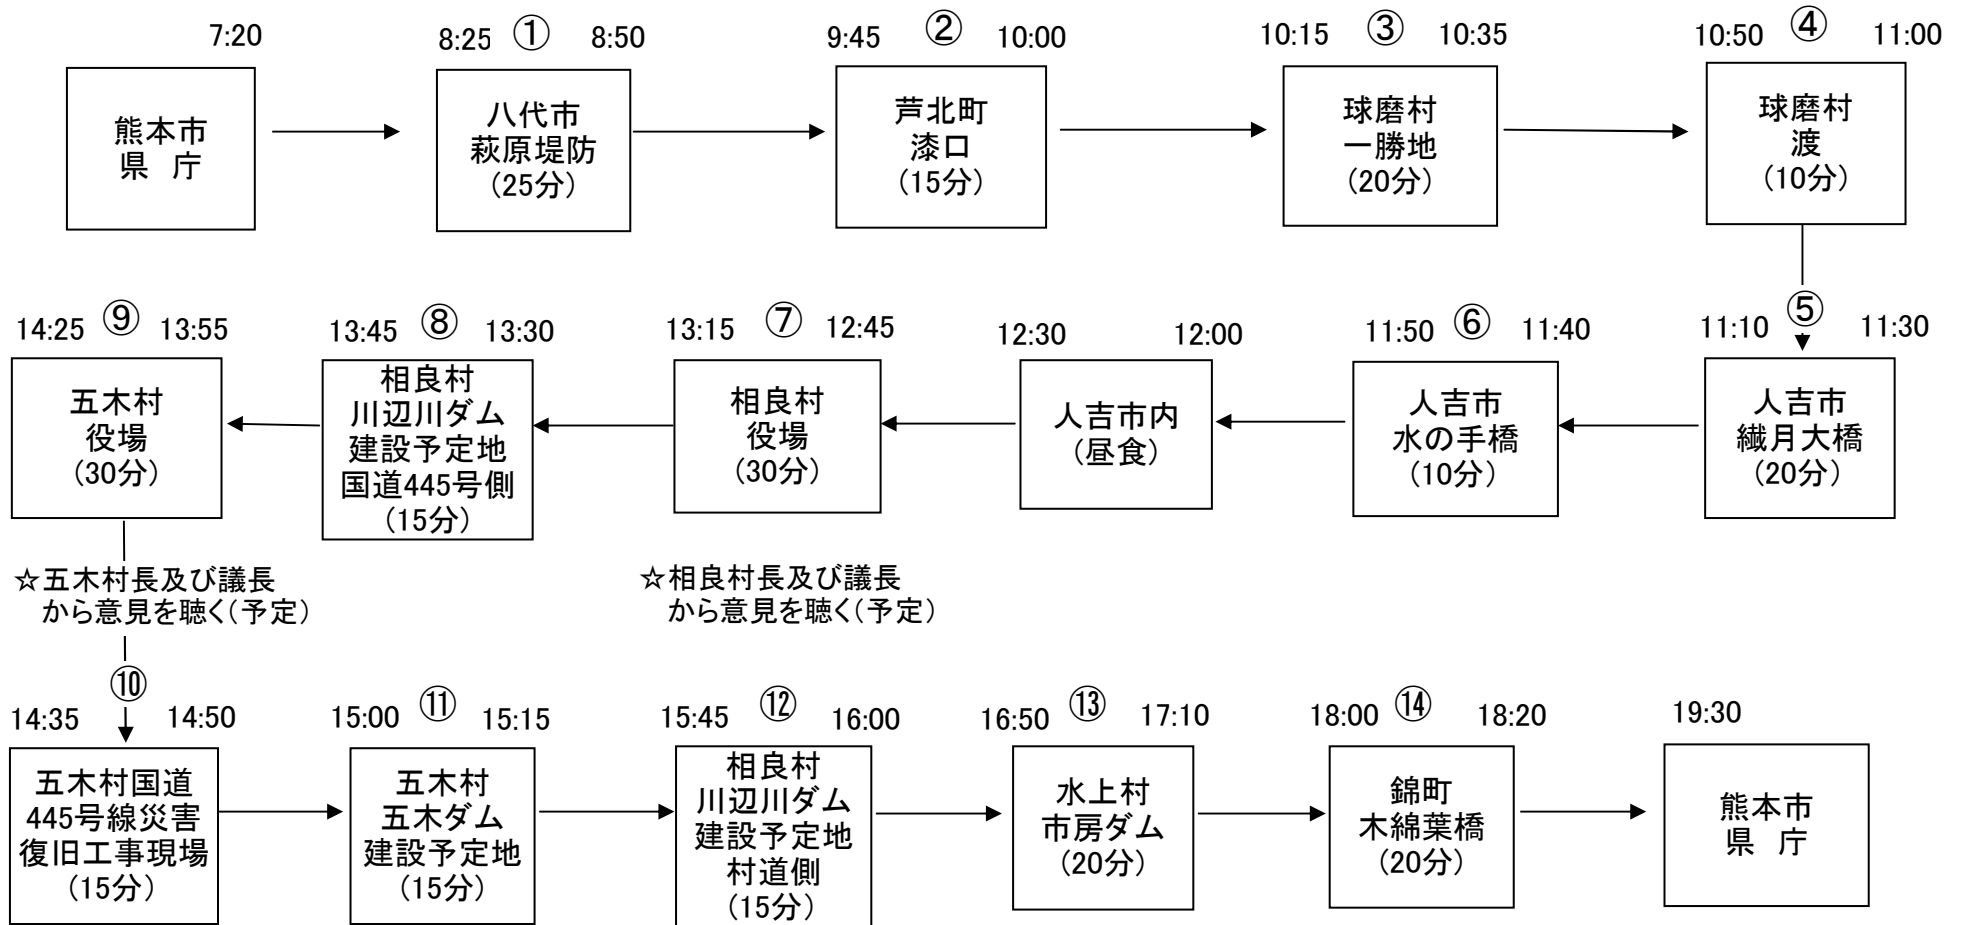 7:20
熊本市
県 庁
8:25 ① 8:50
八代市
萩原堤防
(25分)
9:45 ② 10:00
芦北町
漆口
(15分)
10:15 ③ 10:35
球磨村
一勝地
(20分)
10:50 ④ 11:00
球磨村
渡
(10分)
11:10 ⑤ 11:30
人吉市
繊月大橋
(20分)
11:50 ⑥ 11:40
人吉市
水の手橋
(10分)
12:30 12:00
人吉市内
(昼食)
13:15 ⑦ 12:45
相良村
役場
(30分)
☆相良村長及び議長
から意見を聴く(予定)
13:45 ⑧ 13:30
相良村
川辺川ダム
建設予定地
国道445号側
(15分)
14:25 ⑨ 13:55
五木村
役場
(30分)
☆五木村長及び議長
から意見を聴く(予定)
14:35 ⑩ 14:50
五木村国道
445号線災害
復旧工事現場
(15分)
15:00 ⑪ 15:15
五木村
五木ダム
建設予定地
(15分)
15:45 ⑫ 16:00
相良村
川辺川ダム
建設予定地
村道側
(15分)
16:50 ⑬ 17:10
水上村
市房ダム
(20分)
18:00 ⑭ 18:20
錦町
木綿葉橋
(20分)
19:30
熊本市
県 庁